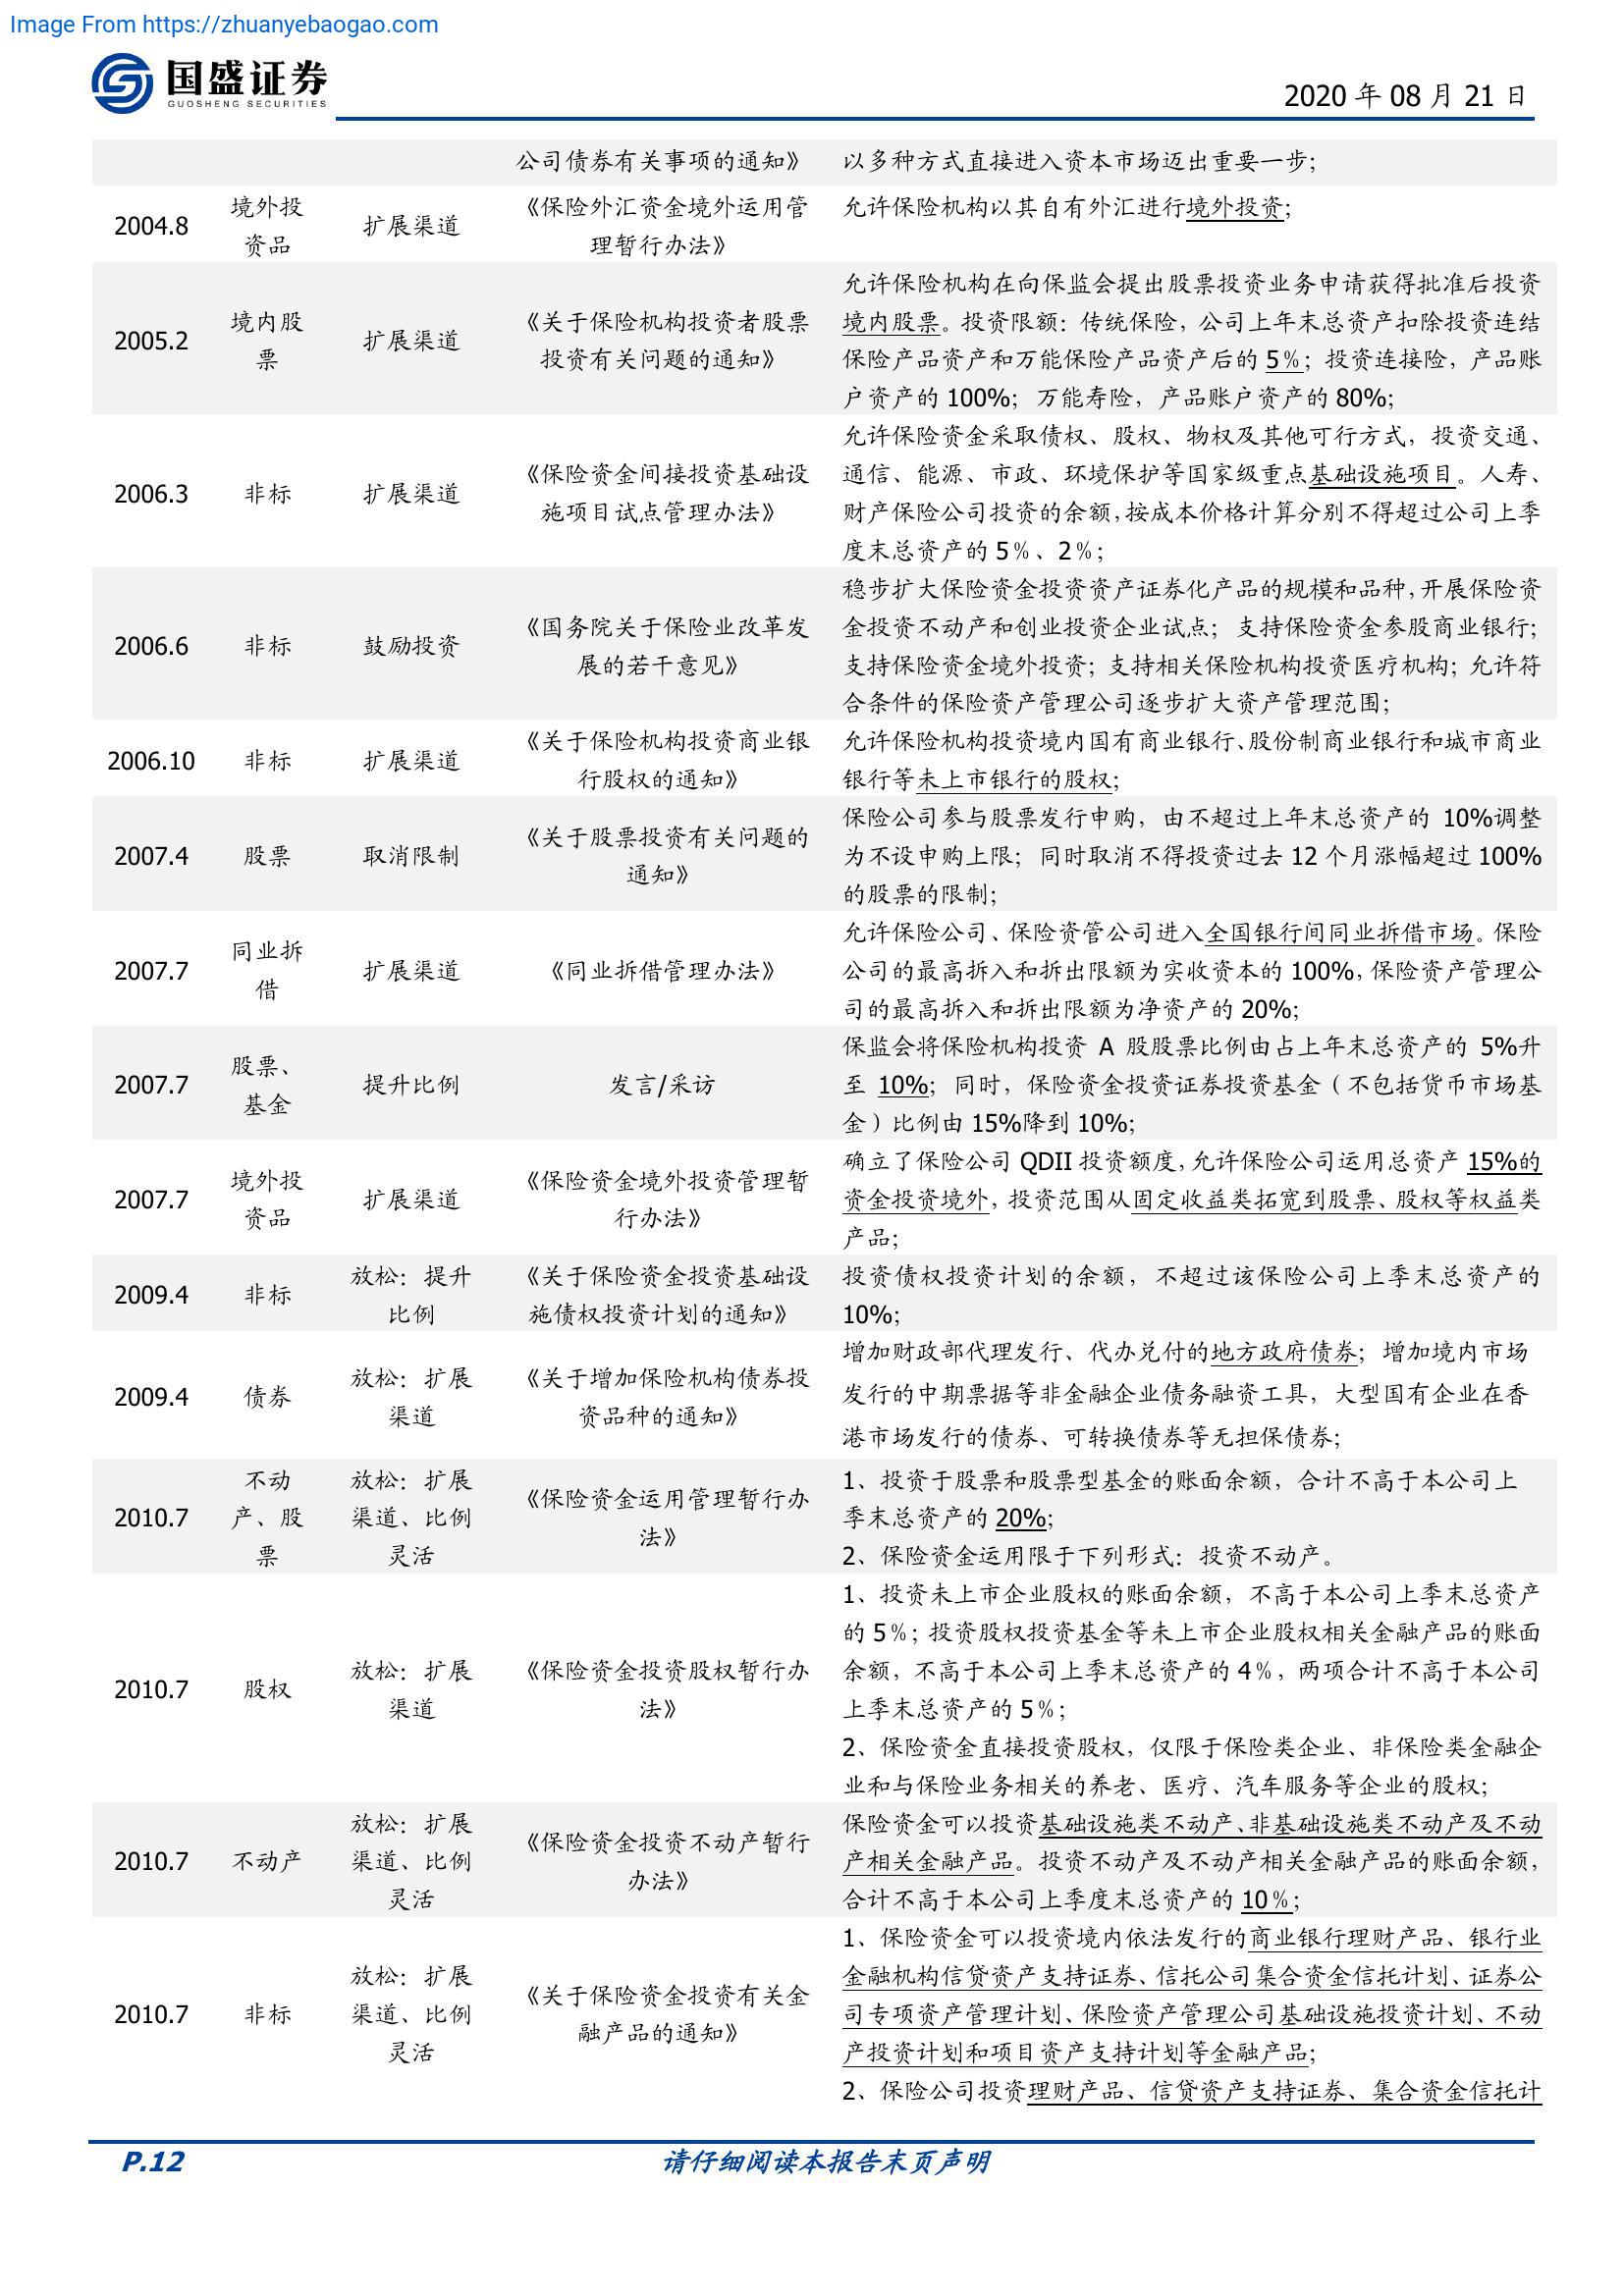 Image From https://zhuanyebaogao.com
国盛证券
GUOSHENG SECURITIES
2020 年 08 月 21 日
公司债券有关事项的通知》
以多种方式直接进入资本市场迈出重要一步；
2004.8
境外投
资品
扩展渠道
《保险外汇资金境外运用管
理暂行办法》
允许保险机构以其自有外汇进行境外投资；
2005.2
境内股
票
扩展渠道
《关于保险机构投资者股票
投资有关问题的通知》
允许保险机构在向保监会提出股票投资业务申请获得批准后投资
境内股票。投资限额：传统保险，公司上年末总资产扣除投资连结
保险产品资产和万能保险产品资产后的 5％；投资连接险，产品账
户资产的 100%；万能寿险，产品账户资产的 80%；
2006.3
非标
扩展渠道
《保险资金间接投资基础设
施项目试点管理办法》
允许保险资金采取债权、股权、物权及其他可行方式，投资交通、
通信、能源、市政、环境保护等国家级重点基础设施项目。人寿、
财产保险公司投资的余额，按成本价格计算分别不得超过公司上季
度末总资产的 5％、2％；
2006.6
非标
鼓励投资
《国务院关于保险业改革发
展的若干意见》
稳步扩大保险资金投资资产证券化产品的规模和品种，开展保险资
金投资不动产和创业投资企业试点；支持保险资金参股商业银行；
支持保险资金境外投资；支持相关保险机构投资医疗机构；允许符
合条件的保险资产管理公司逐步扩大资产管理范围；
2006.10
非标
扩展渠道
《关于保险机构投资商业银
行股权的通知》
允许保险机构投资境内国有商业银行、股份制商业银行和城市商业
银行等未上市银行的股权；
2007.4
股票
取消限制
《关于股票投资有关问题的
通知》
保险公司参与股票发行申购，由不超过上年末总资产的 10%调整
为不设申购上限；同时取消不得投资过去 12 个月涨幅超过 100%
的股票的限制；
2007.7
同业拆
借
扩展渠道
《同业拆借管理办法》
允许保险公司、保险资管公司进入全国银行间同业拆借市场。保险
公司的最高拆入和拆出限额为实收资本的 100%，保险资产管理公
司的最高拆入和拆出限额为净资产的 20%；
2007.7
股票、
基金
提升比例
发言/采访
保监会将保险机构投资 A 股股票比例由占上年末总资产的 5%升
至 10%；同时，保险资金投资证券投资基金（不包括货币市场基
金）比例由 15%降到 10%；
2007.7
境外投
资品
扩展渠道
《保险资金境外投资管理暂
行办法》
确立了保险公司 QDII 投资额度，允许保险公司运用总资产 15%的
资金投资境外，投资范围从固定收益类拓宽到股票、股权等权益类
产品；
2009.4
非标
放松：提升
比例
《关于保险资金投资基础设
施债权投资计划的通知》
投资债权投资计划的余额，不超过该保险公司上季末总资产的
10%；
2009.4
债券
放松：扩展
渠道
《关于增加保险机构债券投
资品种的通知》
增加财政部代理发行、代办兑付的地方政府债券；增加境内市场
发行的中期票据等非金融企业债务融资工具，大型国有企业在香
港市场发行的债券、可转换债券等无担保债券；
2010.7
不动
产、股
票
放松：扩展
渠道、比例
灵活
《保险资金运用管理暂行办
法》
1、投资于股票和股票型基金的账面余额，合计不高于本公司上
季末总资产的 20%；
2、保险资金运用限于下列形式：投资不动产。
2010.7
股权
放松：扩展
渠道
《保险资金投资股权暂行办
法》
1、投资未上市企业股权的账面余额，不高于本公司上季末总资产
的 5％；投资股权投资基金等未上市企业股权相关金融产品的账面
余额，不高于本公司上季末总资产的 4％，两项合计不高于本公司
上季末总资产的 5％；
2、保险资金直接投资股权，仅限于保险类企业、非保险类金融企
业和与保险业务相关的养老、医疗、汽车服务等企业的股权；
2010.7
不动产
放松：扩展
渠道、比例
灵活
《保险资金投资不动产暂行
办法》
保险资金可以投资基础设施类不动产、非基础设施类不动产及不动
产相关金融产品。投资不动产及不动产相关金融产品的账面余额，
合计不高于本公司上季度末总资产的 10％；
2010.7
非标
放松：扩展
渠道、比例
灵活
《关于保险资金投资有关金
融产品的通知》
1、保险资金可以投资境内依法发行的商业银行理财产品、银行业
金融机构信贷资产支持证券、信托公司集合资金信托计划、证券公
司专项资产管理计划、保险资产管理公司基础设施投资计划、不动
产投资计划和项目资产支持计划等金融产品；
2、保险公司投资理财产品、信贷资产支持证券、集合资金信托计
P.12
请仔细阅读本报告末页声明